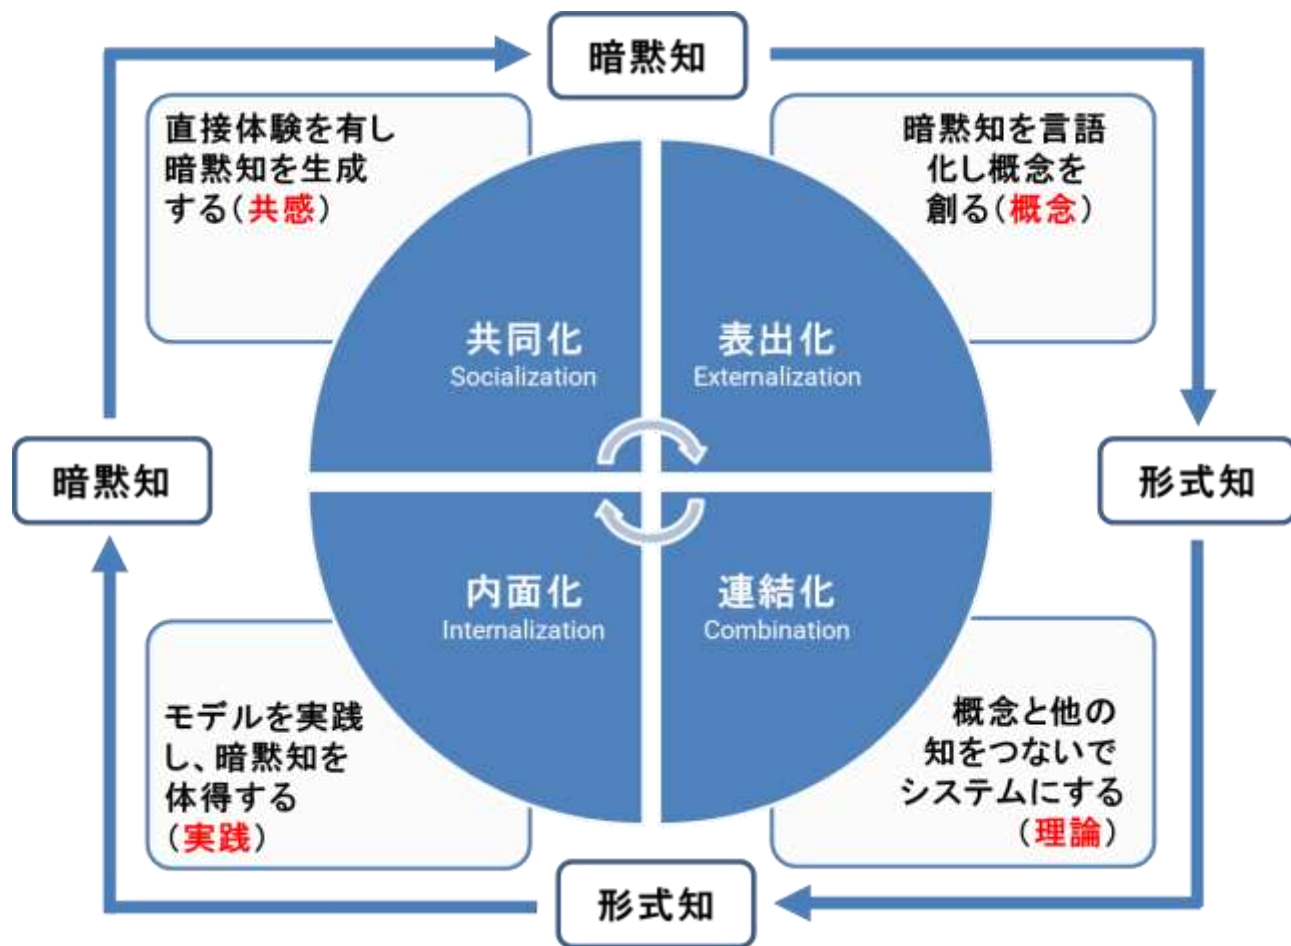 暗黙知
直接体験を有し
暗黙知を生成
する(共感)
暗黙知を言語
化し概念を
創る(概念)
共同化
Socialization
表出化
Externalization
暗黙知
形式知
内面化
Internalization
連結化
Combination
モデルを実践
し、暗黙知を
体得する
(実践)
概念と他の
知をつないで
システムにする
(理論)
形式知